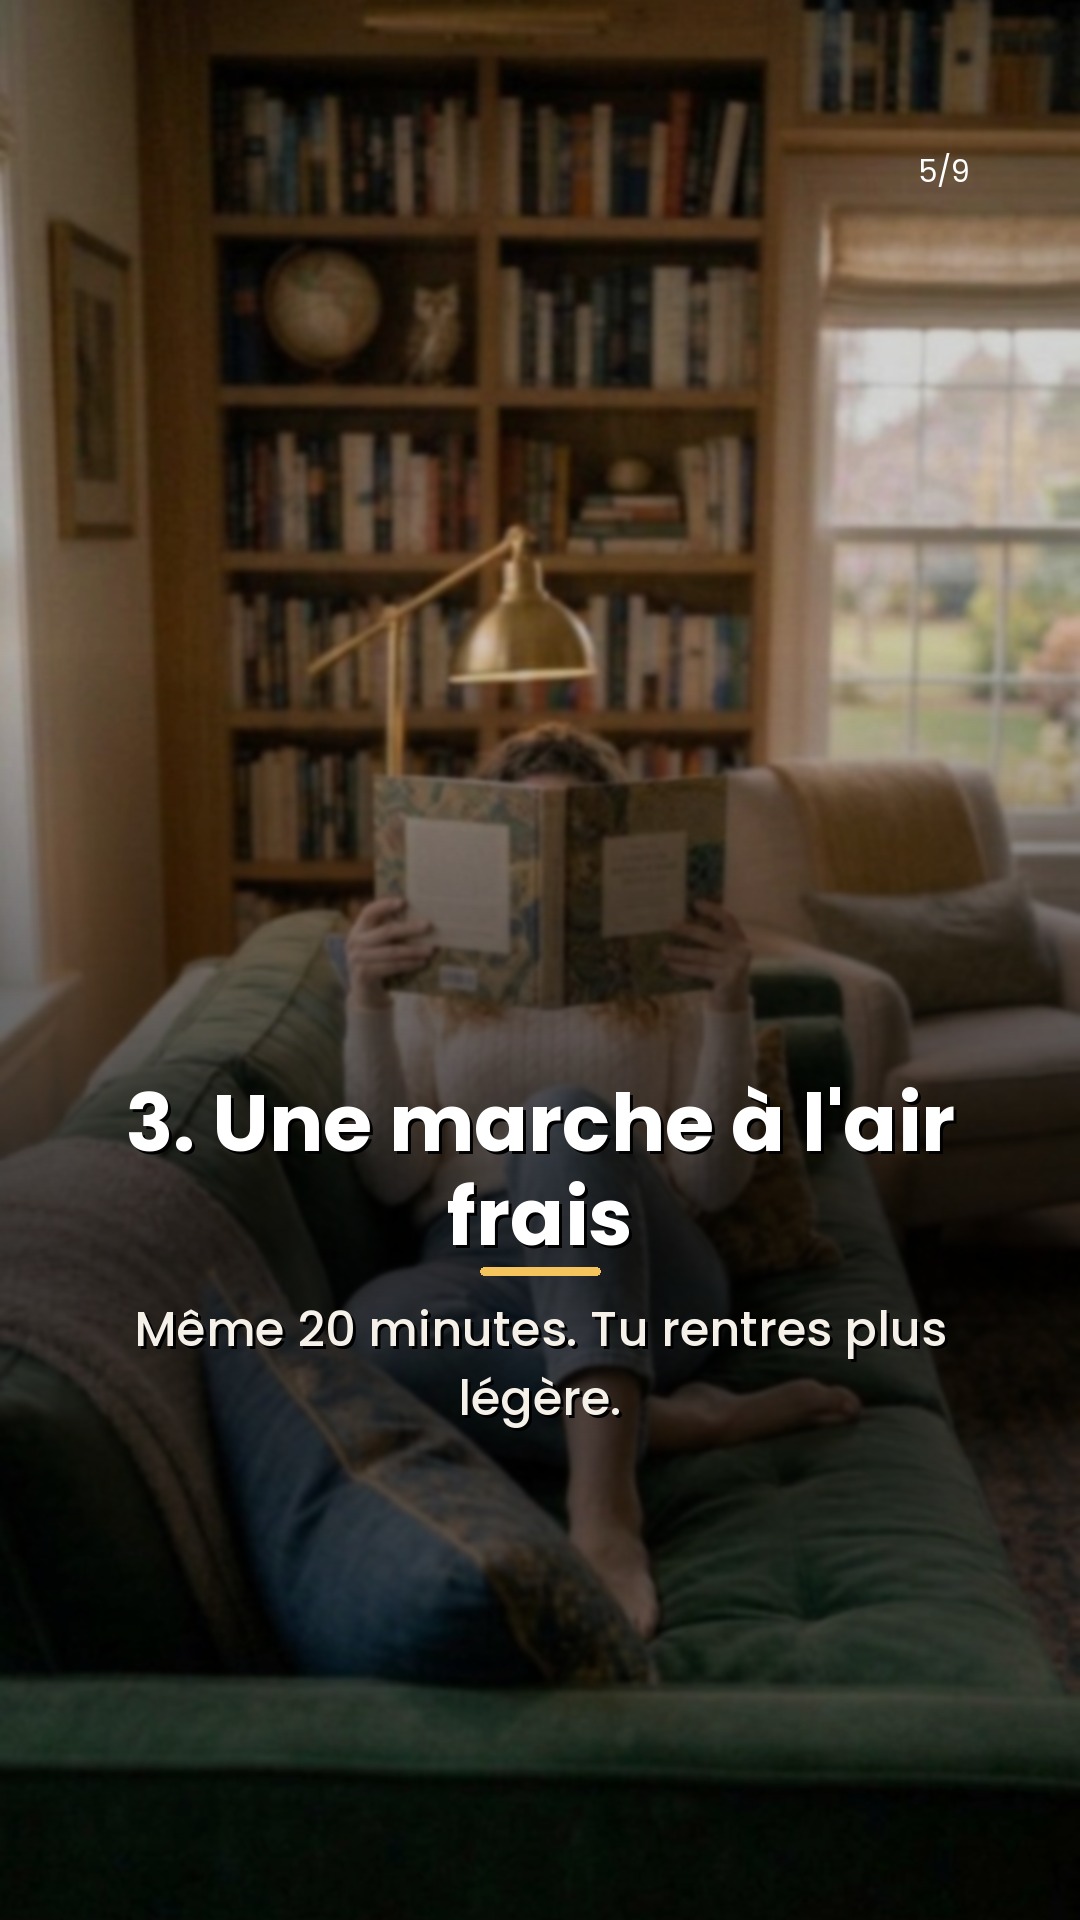 5/9
3. Une marche à l'air
frais
Même 20 minutes. Tu rentres plus
légère.